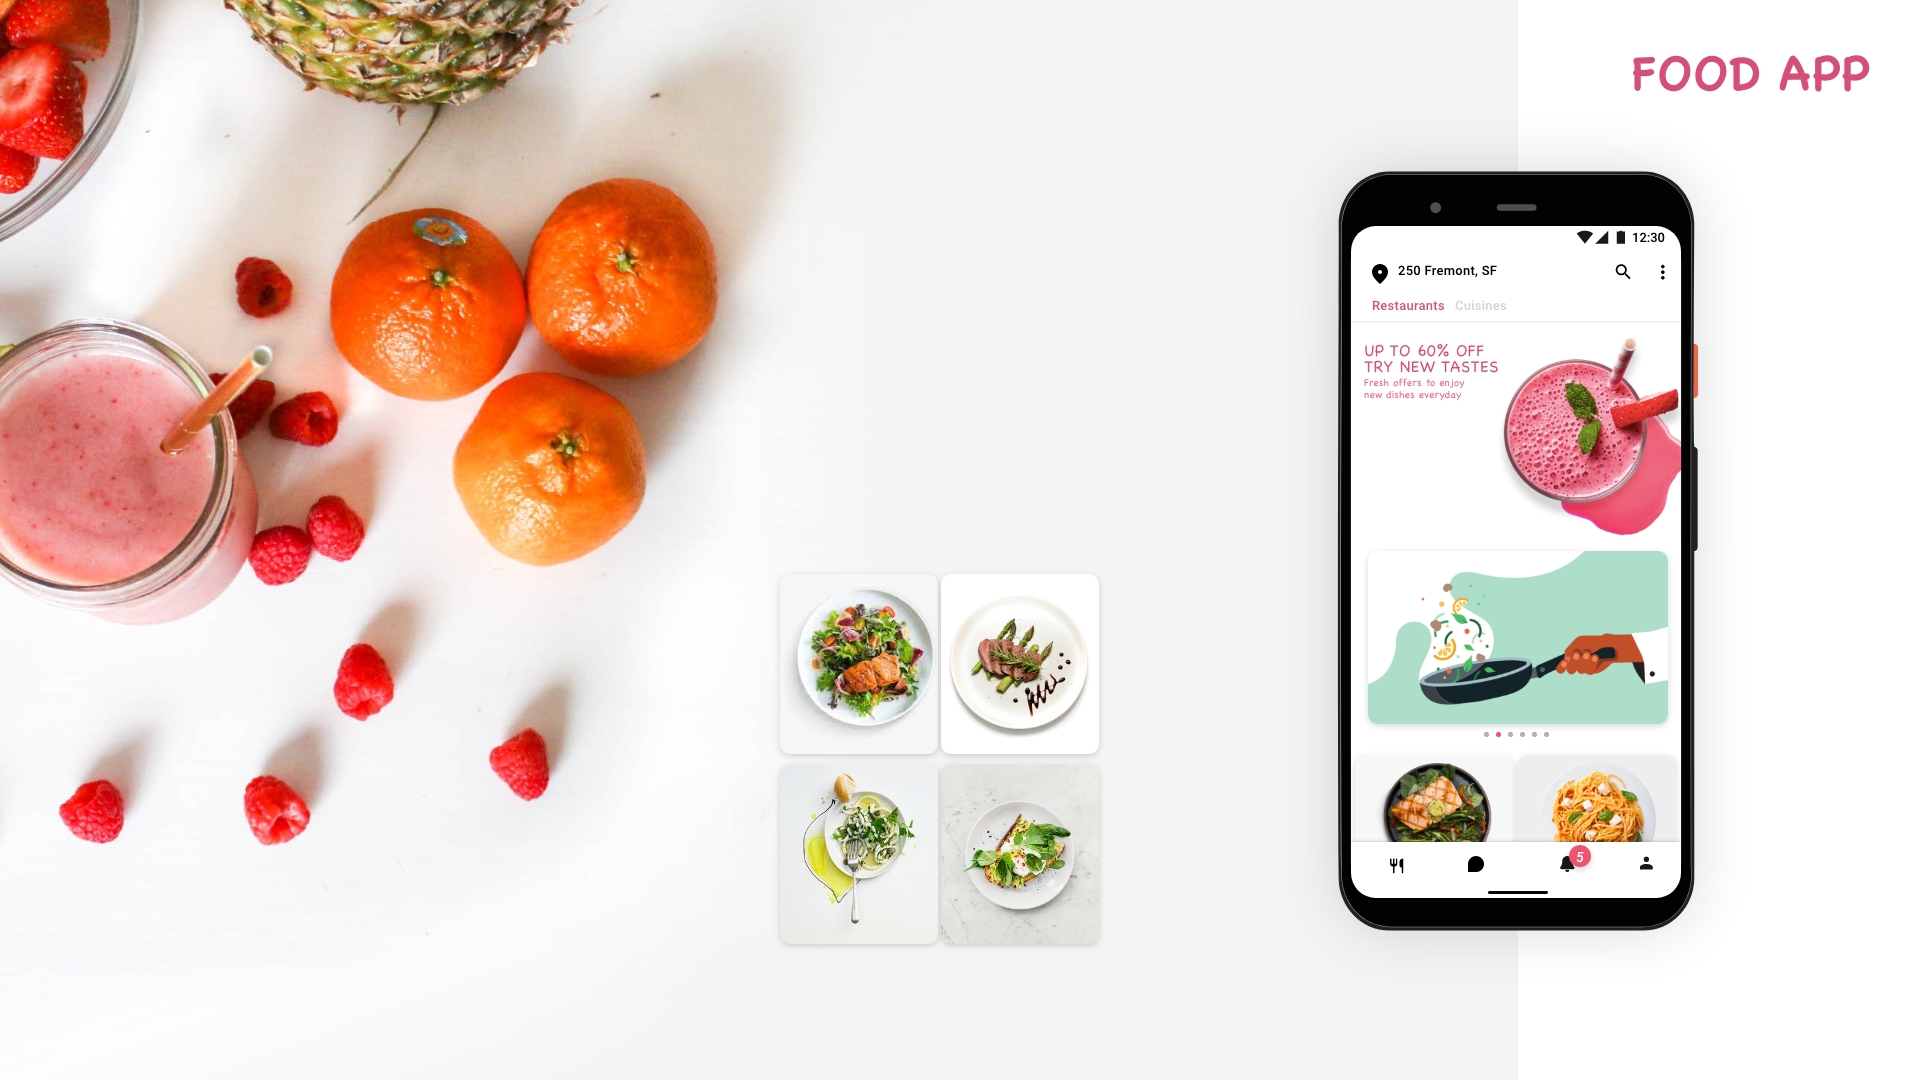 FOOD APP
12:30
250 Fremont, SF
Restaurants Cuisines
UP TO 60% OFF
TRY NEW TASTES
Fresh offers to enjoy
new dishes everyday
5